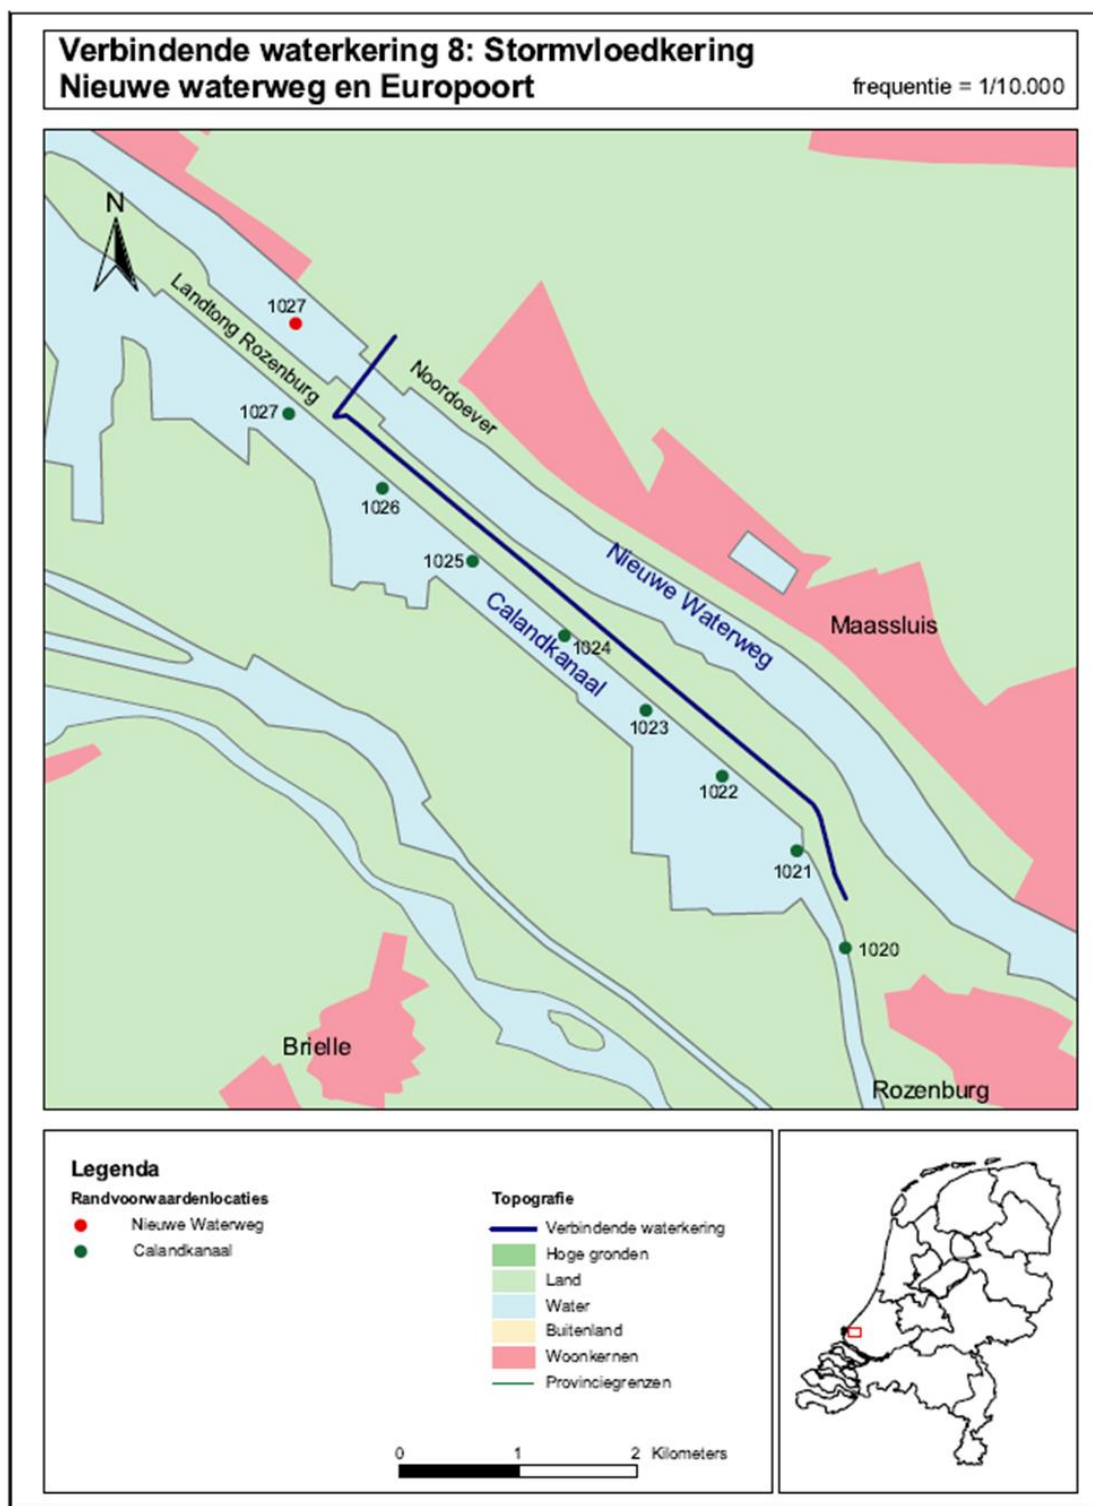 Verbindende waterkering 8: Stormvloedkering
Nieuwe waterweg en Europoort
frequentie = 1/10.000
N
Landtong Rozenburg
1027
Noordoever
1027
1026
1025
Nieuwe Waterweg
Calandkanaal
1024
Maassluis
1023
1022
1021
1020
Brielle
Rozenburg
Legenda
Randvoorwaardenlocaties
Nieuwe Waterweg
Calandkanaal
Topografie
Verbindende waterkering
Hoge gronden
Land
Water
Buitenland
Woonkernen
Provinciegrenzen
0 1 2 Kilometers